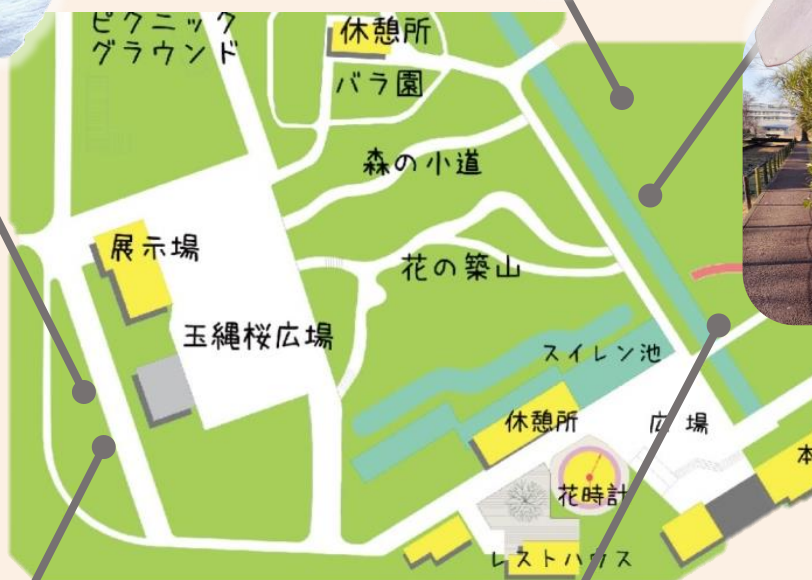 ピクニック
グラウンド
休憩所
バラ園
森の小道
展示場
花の築山
玉縄桜広場
スイレン池
休憩所
広場
花時計
本
レストハウス